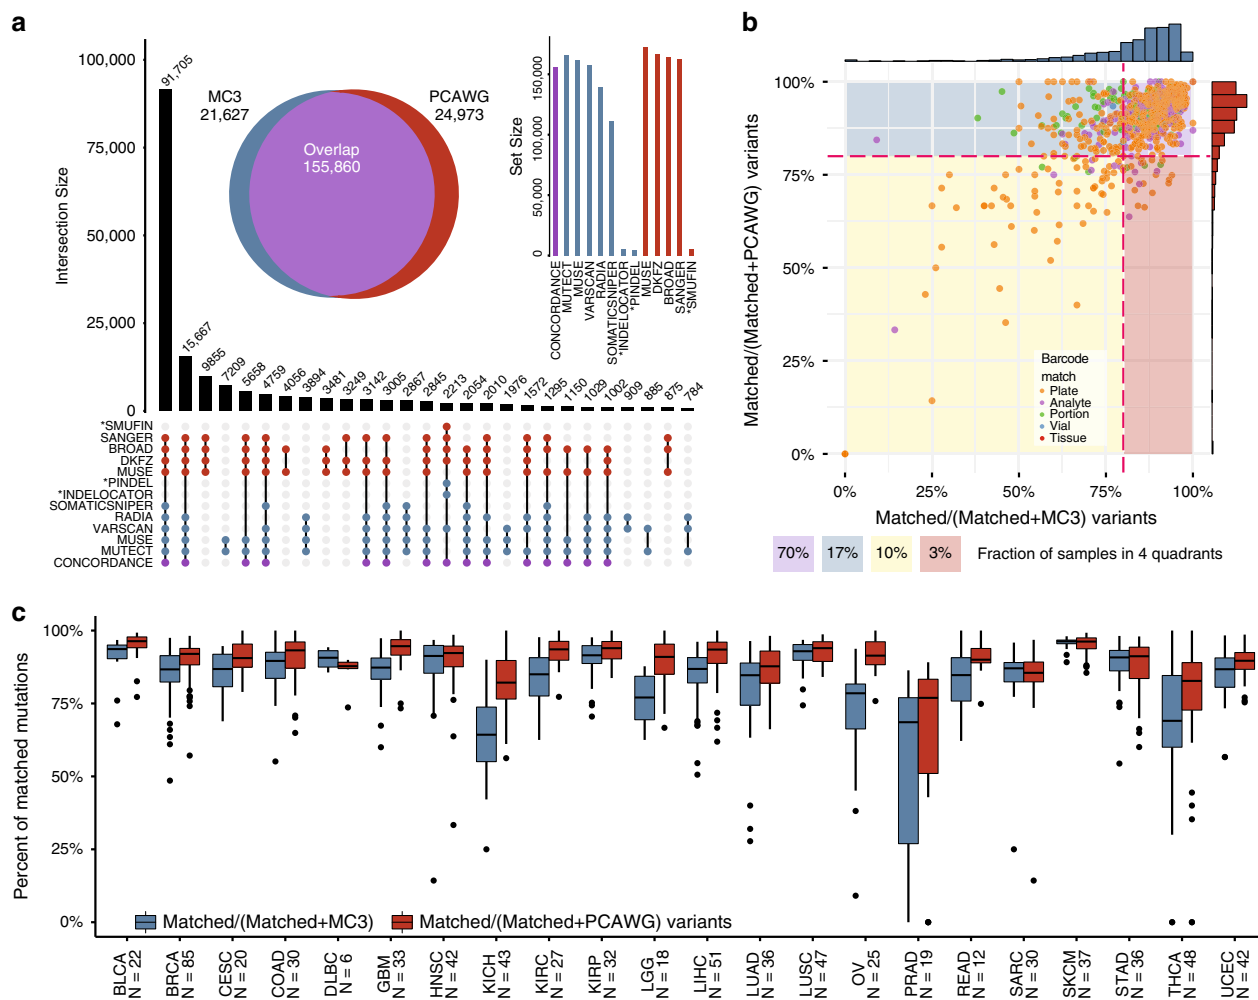 a
100,000
75,000
50,000
25,000
0
Intersection Size
91,705
15,667
9855
7209
5658
4759
4056
3894
3481
3249
3142
3005
2867
2845
2213
2054
2010
1976
1572
1295
1150
1029
1002
909
885
875
784
MC3
21,627
PCAWG
24,973
Overlap
155,860
Set Size
150,000
100,000
50,000
0
CONCORDANCE
MUTECT
MUSE
VARSCAN
RADIA
SOMATICSNIPER
*INDELOCATOR
*PINDEL
MUSE
DKFZ
BROAD
SANGER
*SMUFIN
*SMUFIN
SANGER
BROAD
DKFZ
MUSE
*PINDEL
*INDELOCATOR
SOMATICSNIPER
RADIA
VARSCAN
MUSE
MUTECT
CONCORDANCE
b
Matched/(Matched+PCAWG) variants
100%
75%
50%
25%
0%
Barcode
match
Plate
Analyte
Portion
Vial
Tissue
0%
25%
50%
75%
100%
Matched/(Matched+MC3) variants
70%
17%
10%
3%
Fraction of samples in 4 quadrants
c
Percent of matched mutations
100%
75%
50%
25%
0%
Matched/(Matched+MC3)
Matched/(Matched+PCAWG) variants
BLCA
N = 22
BRCA
N = 85
CESC
N = 20
COAD
N = 30
DLBC
N = 6
GBM
N = 33
HNSC
N = 42
KICH
N = 43
KIRC
N = 27
KIRP
N = 32
LGG
N = 18
LIHC
N = 51
LUAD
N = 36
LUSC
N = 47
OV
N = 25
PRAD
N = 19
READ
N = 12
SARC
N = 30
SKCM
N = 37
STAD
N = 36
THCA
N = 48
UCEC
N = 42